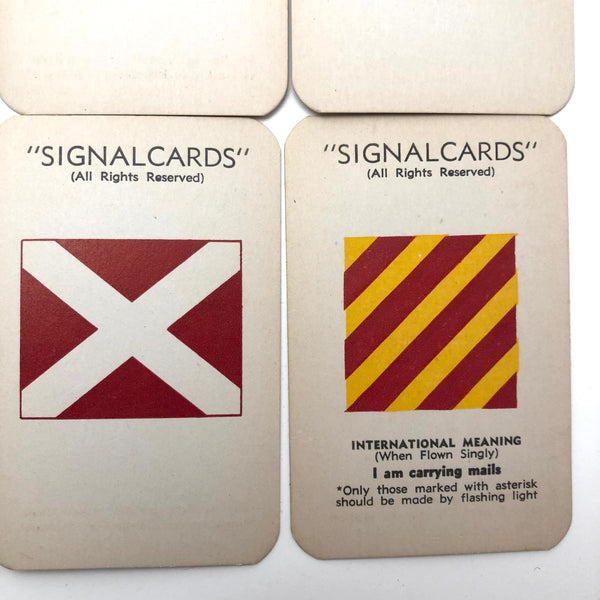 "SIGNALCARDS"
(All Rights Reserved)
"SIGNALCARDS"
(All Rights Reserved)
INTERNATIONAL MEANING
(When Flown Singly)
I am carrying mails
*Only those marked with asterisk
should be made by flashing light